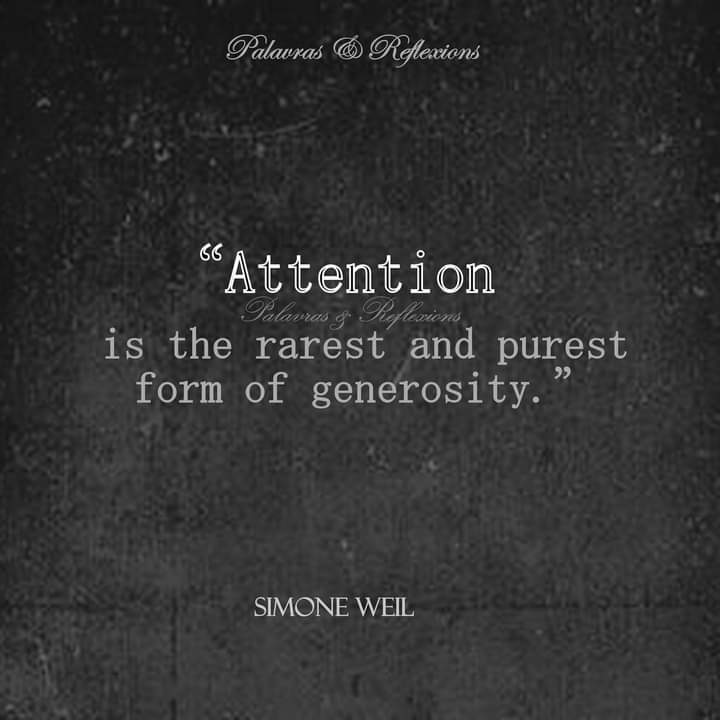 Palavras & Reflexions
“Attention
Palavras & Reflexions
is the rarest and purest
form of generosity.”
SIMONE WEIL